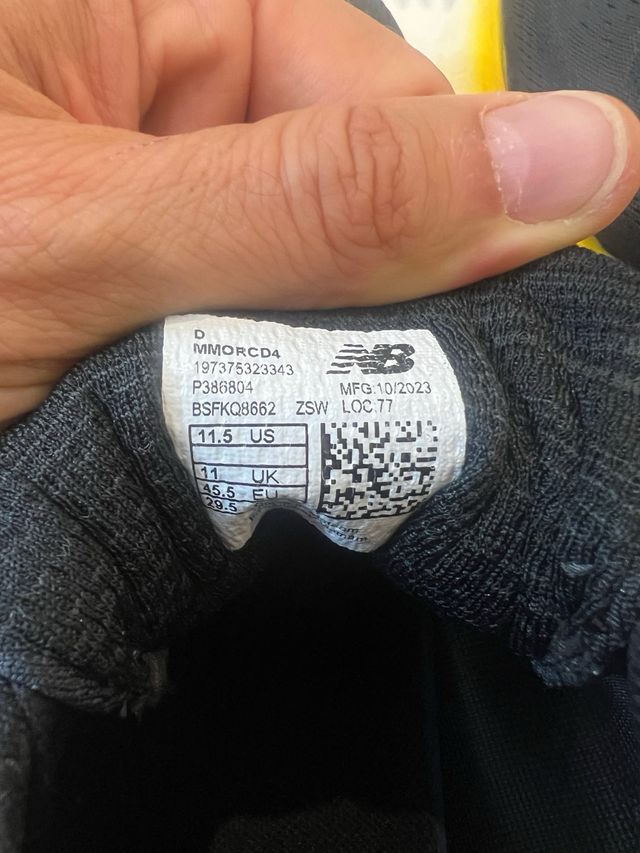 D
MMORCD4
197375323343
P386804
MFG:10/2023
BSFKQ8662 ZSW LOC:77
11.5 US
11 UK
45.5 EU
29.5
NB